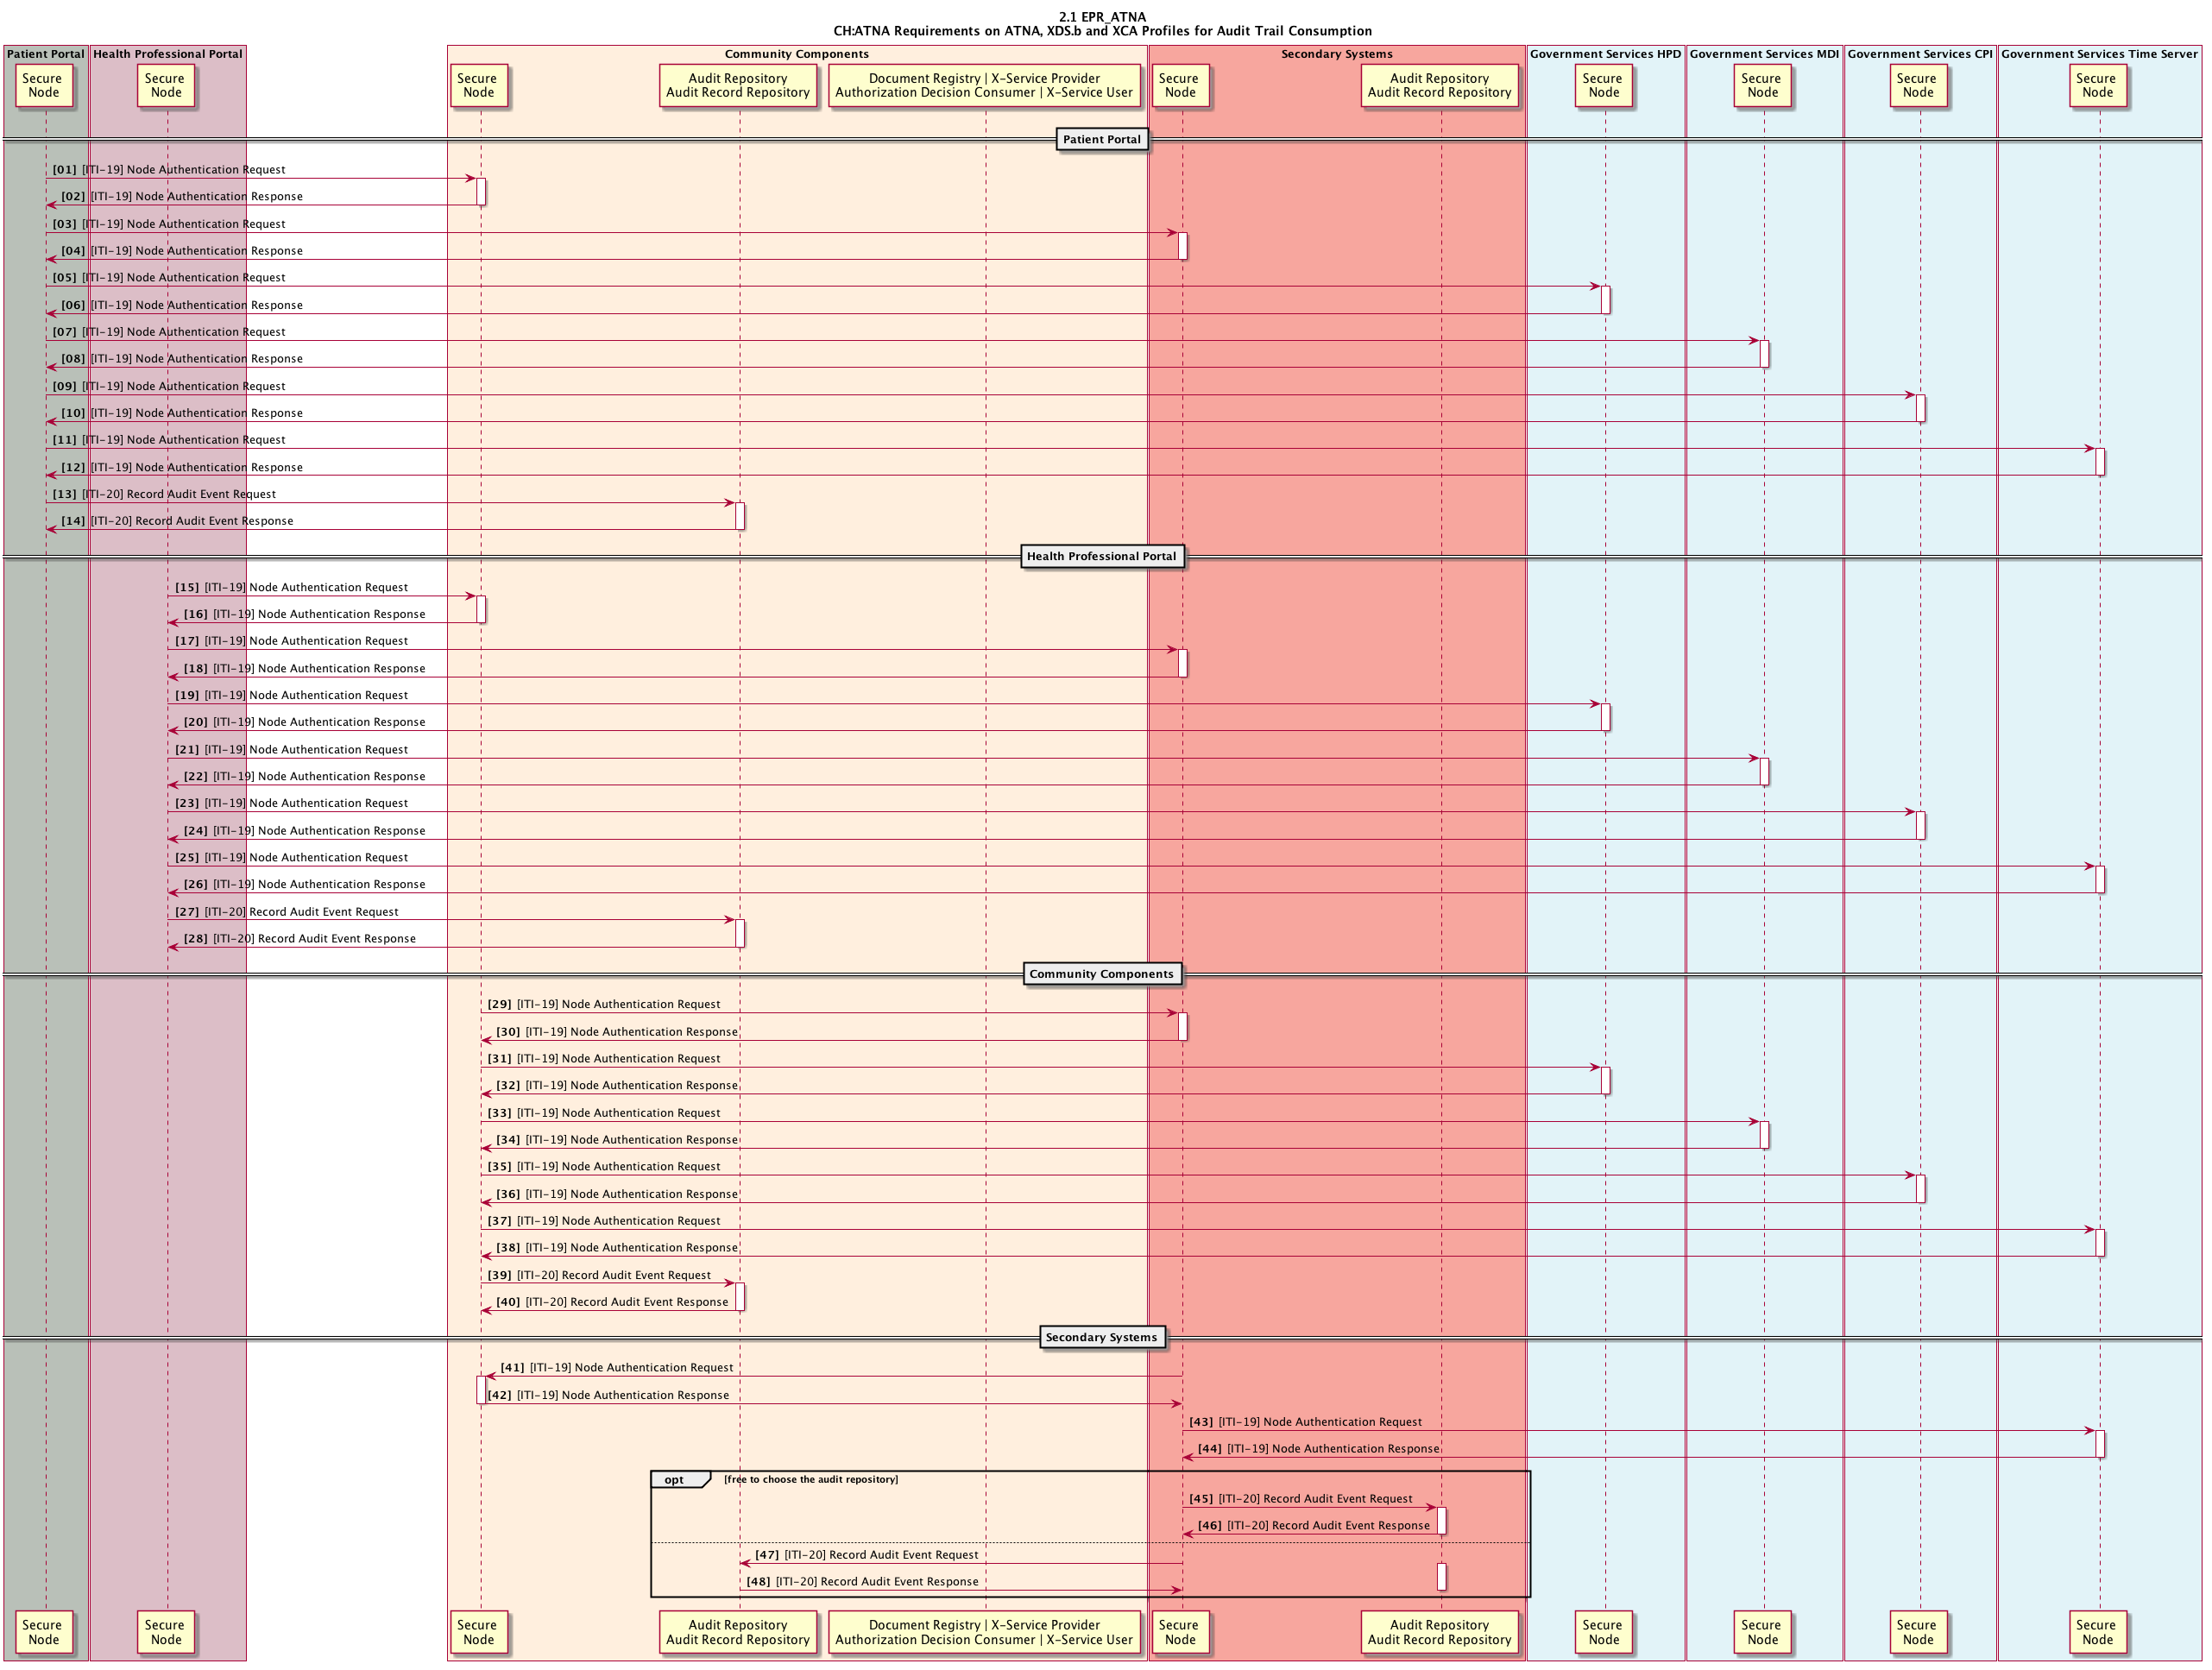 2.1 EPR_ATNA
CH:ATNA Requirements on ATNA, XDS.b and XCA Profiles for Audit Trail Consumption
Patient Portal Health Professional Portal Community Components Secondary Systems Government Services HPD Government Services MDI Government Services CPI Government Services Time Server
Secure Secure Secure Audit Repository Document Registry | X-Service Provider Secure Audit Repository Secure Secure Secure Secure
Node Node Node Audit Record Repository Authorization Decision Consumer | X-Service User Node Audit Record Repository Node Node Node Node
Patient Portal
[01] [ITI-19] Node Authentication Request
[02] [ITI-19] Node Authentication Response
[03] [ITI-19] Node Authentication Request
[04] [ITI-19] Node Authentication Response
[05] [ITI-19] Node Authentication Request
[06] [ITI-19] Node Authentication Response
[07] [ITI-19] Node Authentication Request
[08] [ITI-19] Node Authentication Response
[09] [ITI-19] Node Authentication Request
[10] [ITI-19] Node Authentication Response
[11] [ITI-19] Node Authentication Request
[12] [ITI-19] Node Authentication Response
[13] [ITI-20] Record Audit Event Request
[14] [ITI-20] Record Audit Event Response
Health Professional Portal
[15] [ITI-19] Node Authentication Request
[16] [ITI-19] Node Authentication Response
[17] [ITI-19] Node Authentication Request
[18] [ITI-19] Node Authentication Response
[19] [ITI-19] Node Authentication Request
[20] [ITI-19] Node Authentication Response
[21] [ITI-19] Node Authentication Request
[22] [ITI-19] Node Authentication Response
[23] [ITI-19] Node Authentication Request
[24] [ITI-19] Node Authentication Response
[25] [ITI-19] Node Authentication Request
[26] [ITI-19] Node Authentication Response
[27] [ITI-20] Record Audit Event Request
[28] [ITI-20] Record Audit Event Response
Community Components
[29] [ITI-19] Node Authentication Request
[30] [ITI-19] Node Authentication Response
[31] [ITI-19] Node Authentication Request
[32] [ITI-19] Node Authentication Response
[33] [ITI-19] Node Authentication Request
[34] [ITI-19] Node Authentication Response
[35] [ITI-19] Node Authentication Request
[36] [ITI-19] Node Authentication Response
[37] [ITI-19] Node Authentication Request
[38] [ITI-19] Node Authentication Response
[39] [ITI-20] Record Audit Event Request
[40] [ITI-20] Record Audit Event Response
Secondary Systems
[41] [ITI-19] Node Authentication Request
[42] [ITI-19] Node Authentication Response
[43] [ITI-19] Node Authentication Request
[44] [ITI-19] Node Authentication Response
opt [free to choose the audit repository]
[45] [ITI-20] Record Audit Event Request
[46] [ITI-20] Record Audit Event Response
[47] [ITI-20] Record Audit Event Request
[48] [ITI-20] Record Audit Event Response
Secure Secure Secure Audit Repository Document Registry | X-Service Provider Secure Audit Repository Secure Secure Secure Secure
Node Node Node Audit Record Repository Authorization Decision Consumer | X-Service User Node Audit Record Repository Node Node Node Node